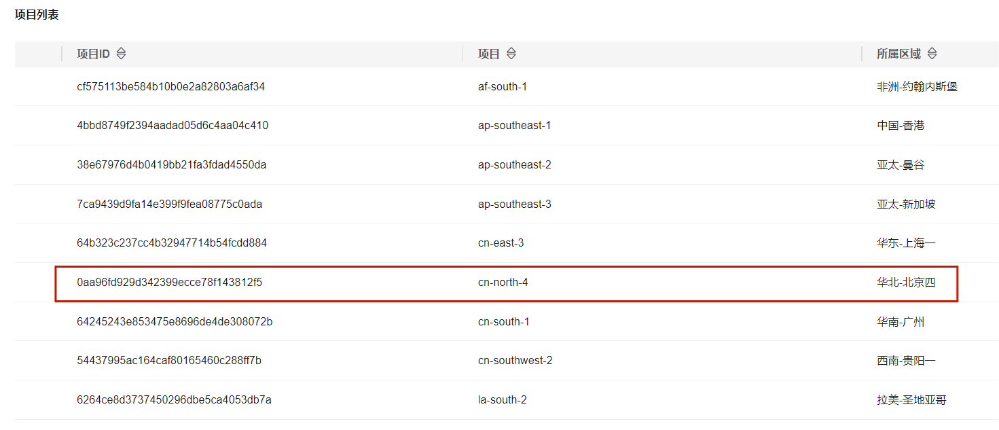 项目列表
项目ID 项目 所属区域
cf575113be584b10b0e2a82803a6af34 af-south-1 非洲-约翰内斯堡
4bbd8749f2394aadad05d6c4aa04c410 ap-southeast-1 中国-香港
38e67976d4b0419bb21fa3fdad4550da ap-southeast-2 亚太-曼谷
7ca9439d9fa14e399f9fea08775c0ada ap-southeast-3 亚太-新加坡
64b323c237cc4b32947714b54fcdd884 cn-east-3 华东-上海一
0aa96fd929d342399ecce78f143812f5 cn-north-4 华北-北京四
64245243e853475e8696de4de308072b cn-south-1 华南-广州
54437995ac164caf80165460c288ff7b cn-southwest-2 西南-贵阳一
6264ce8d3737450296dbe5ca4053db7a la-south-2 拉美-圣地亚哥